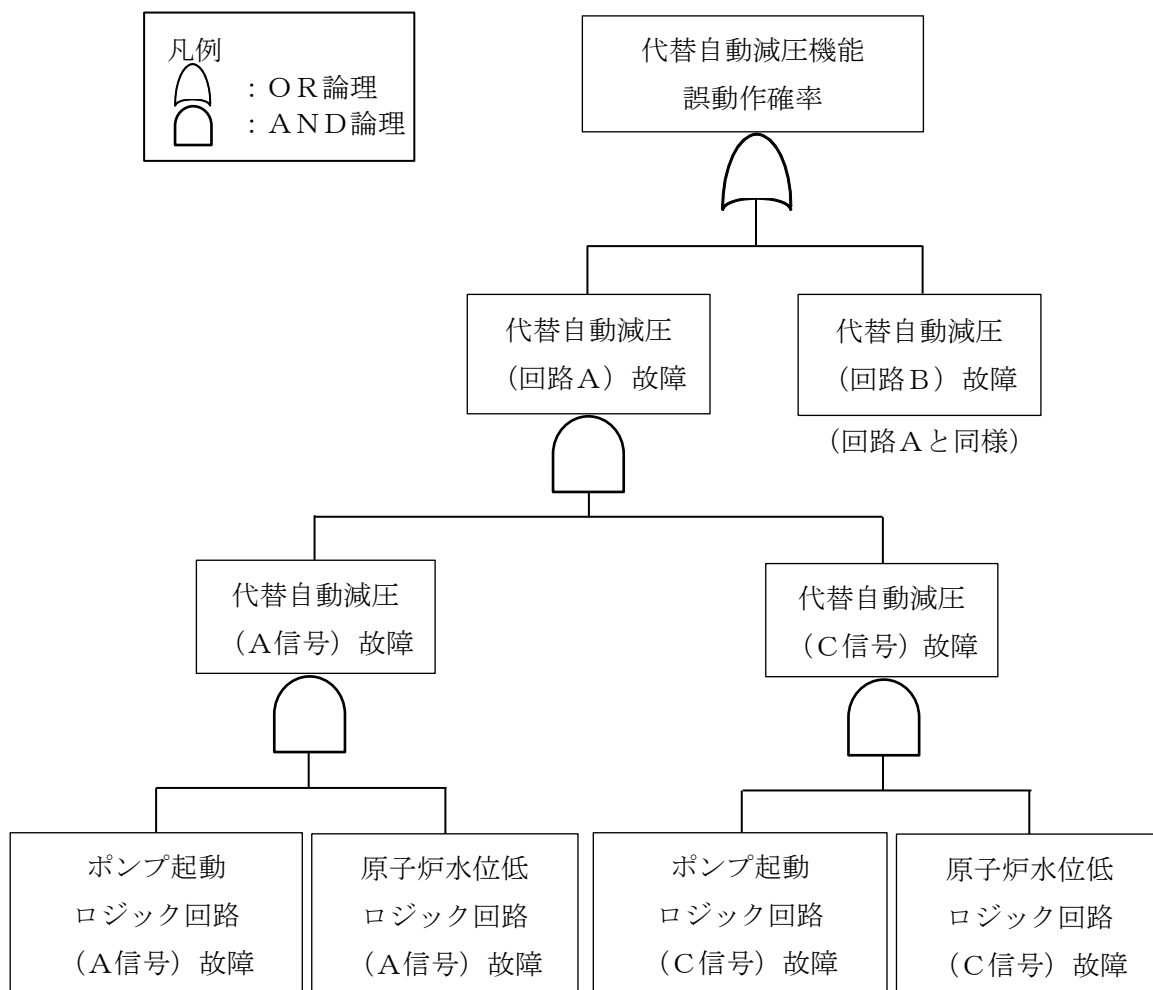 凡例
：ＯＲ論理
：ＡＮＤ論理
代替自動減圧機能
誤動作確率
代替自動減圧
（回路Ａ）故障
代替自動減圧
（回路Ｂ）故障
（回路Ａと同様）
代替自動減圧
（Ａ信号）故障
代替自動減圧
（Ｃ信号）故障
ポンプ起動
ロジック回路
（Ａ信号）故障
原子炉水位低
ロジック回路
（Ａ信号）故障
ポンプ起動
ロジック回路
（Ｃ信号）故障
原子炉水位低
ロジック回路
（Ｃ信号）故障